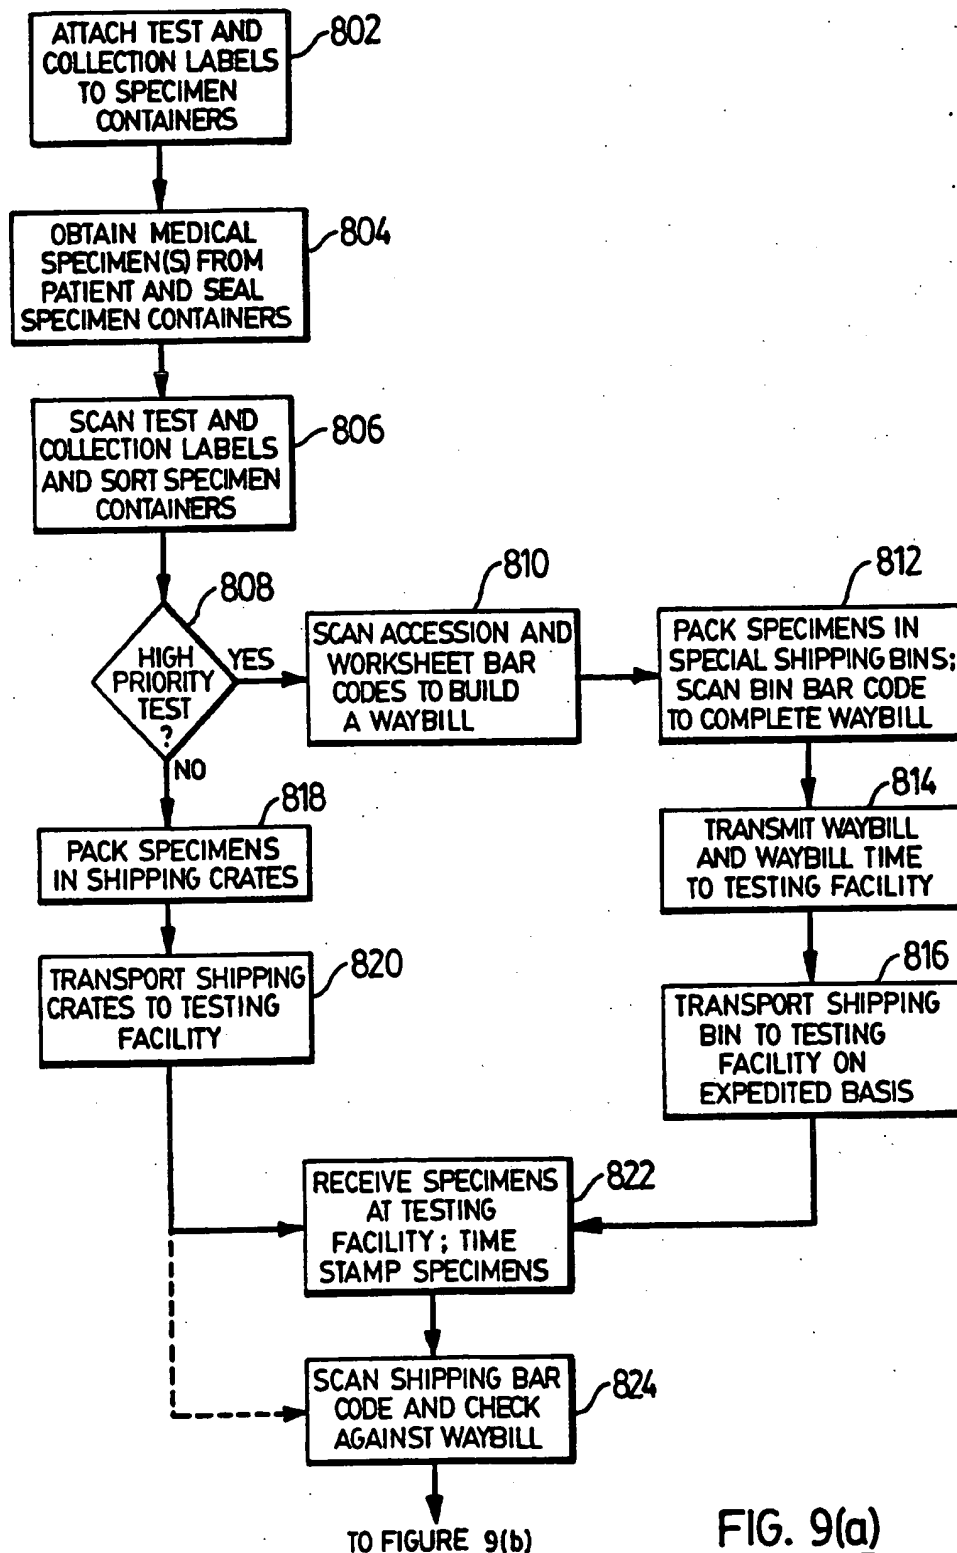 ATTACH TEST AND
COLLECTION LABELS
TO SPECIMEN
CONTAINERS
802
OBTAIN MEDICAL
SPECIMEN(S) FROM
PATIENT AND SEAL
SPECIMEN CONTAINERS
804
SCAN TEST AND
COLLECTION LABELS
AND SORT SPECIMEN
CONTAINERS
806
808
HIGH
PRIORITY
TEST
?
YES
NO
810
SCAN ACCESSION AND
WORKSHEET BAR
CODES TO BUILD
A WAYBILL
812
PACK SPECIMENS IN
SPECIAL SHIPPING BINS;
SCAN BIN BAR CODE
TO COMPLETE WAYBILL
814
TRANSMIT WAYBILL
AND WAYBILL TIME
TO TESTING FACILITY
816
TRANSPORT SHIPPING
BIN TO TESTING
FACILITY ON
EXPEDITED BASIS
818
PACK SPECIMENS
IN SHIPPING CRATES
820
TRANSPORT SHIPPING
CRATES TO TESTING
FACILITY
822
RECEIVE SPECIMENS
AT TESTING
FACILITY; TIME
STAMP SPECIMENS
824
SCAN SHIPPING BAR
CODE AND CHECK
AGAINST WAYBILL
TO FIGURE 9(b)
FIG. 9(a)